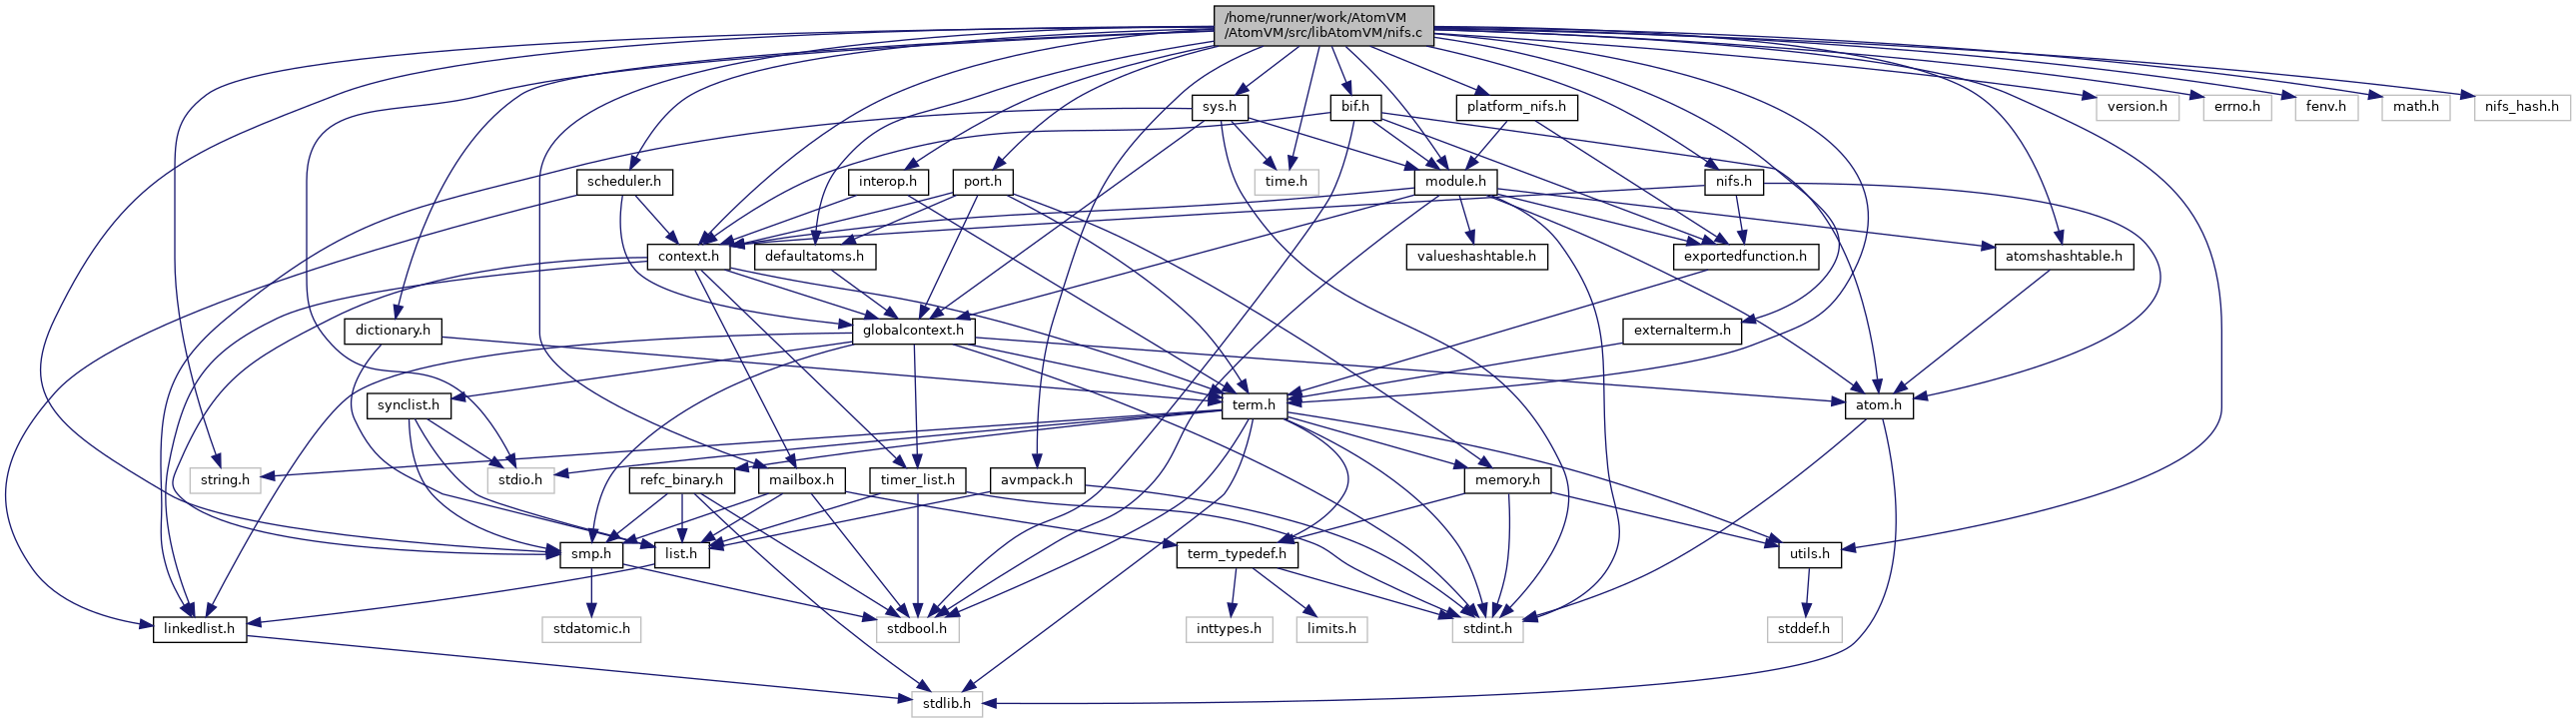 /home/runner/work/AtomVM
/AtomVM/src/libAtomVM/nifs.c
sys.h
bif.h
platform_nifs.h
version.h
errno.h
fenv.h
math.h
nifs_hash.h
scheduler.h
interop.h
port.h
time.h
module.h
nifs.h
context.h
defaultatoms.h
valueshashtable.h
exportedfunction.h
atomshashtable.h
dictionary.h
globalcontext.h
externalterm.h
synclist.h
term.h
atom.h
string.h
stdio.h
refc_binary.h
mailbox.h
timer_list.h
avmpack.h
memory.h
smp.h
list.h
term_typedef.h
utils.h
linkedlist.h
stdatomic.h
stdbool.h
inttypes.h
limits.h
stdint.h
stddef.h
stdlib.h